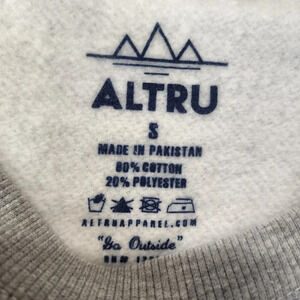 ALTRU
S
MADE IN PAKISTAN
80% COTTON
20% POLYESTER
ALTRUAPPAREL.COM
"Go Outside"